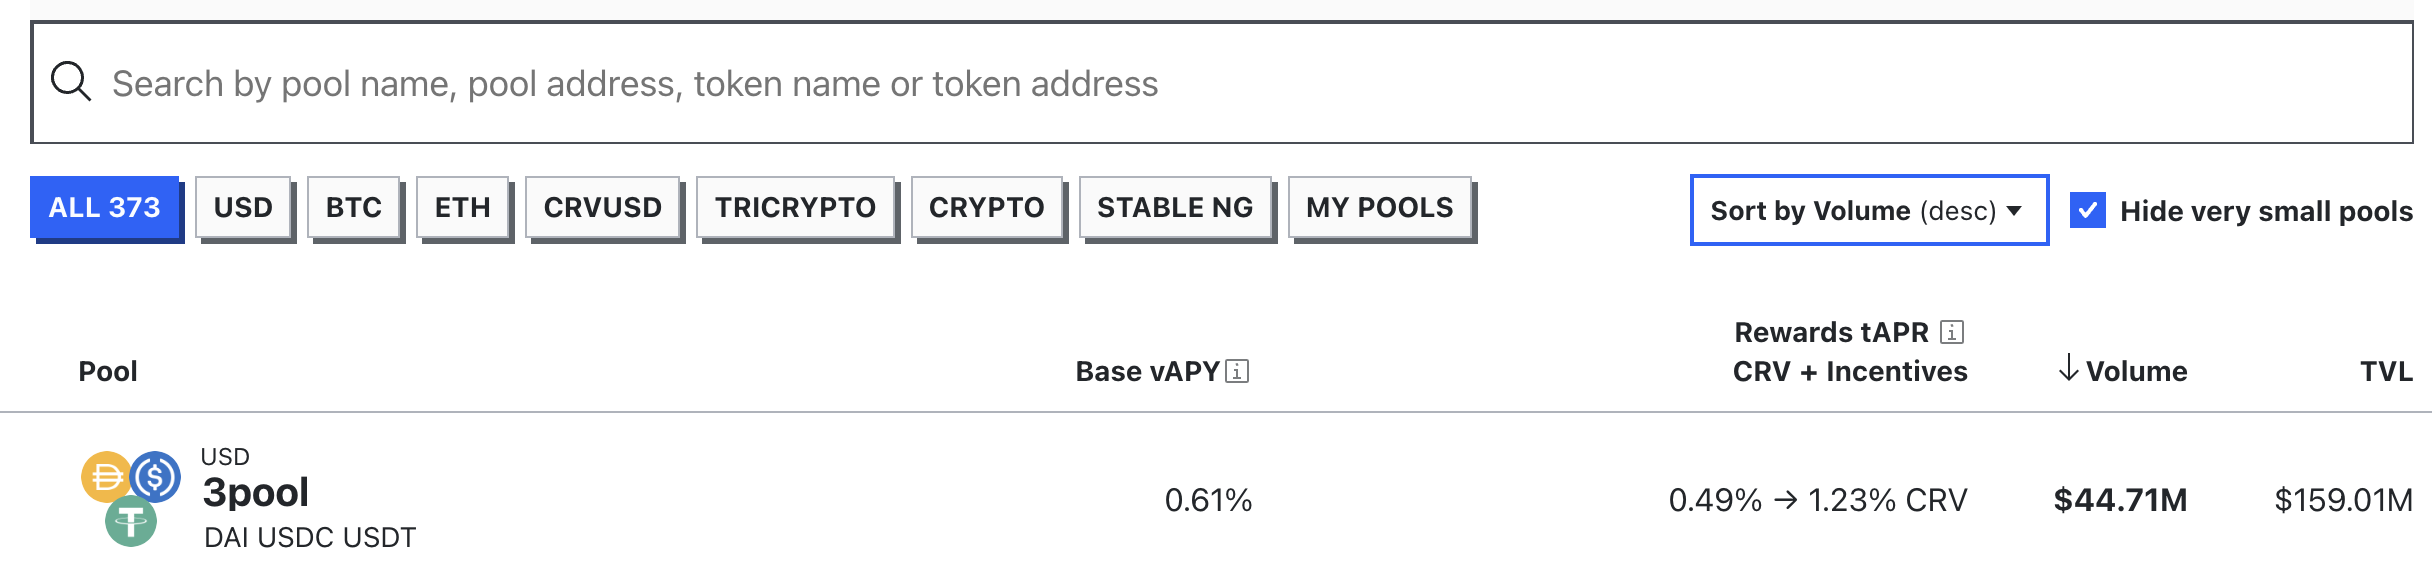 Search by pool name, pool address, token name or token address
ALL 373 USD BTC ETH CRVUSD TRICRYPTO CRYPTO STABLE NG MY POOLS Sort by Volume (desc) Hide very small pools
Rewards tAPR
Pool Base vAPY CRV + Incentives Volume TVL
USD
3pool 0.61% 0.49% → 1.23% CRV $44.71M $159.01M
DAI USDC USDT